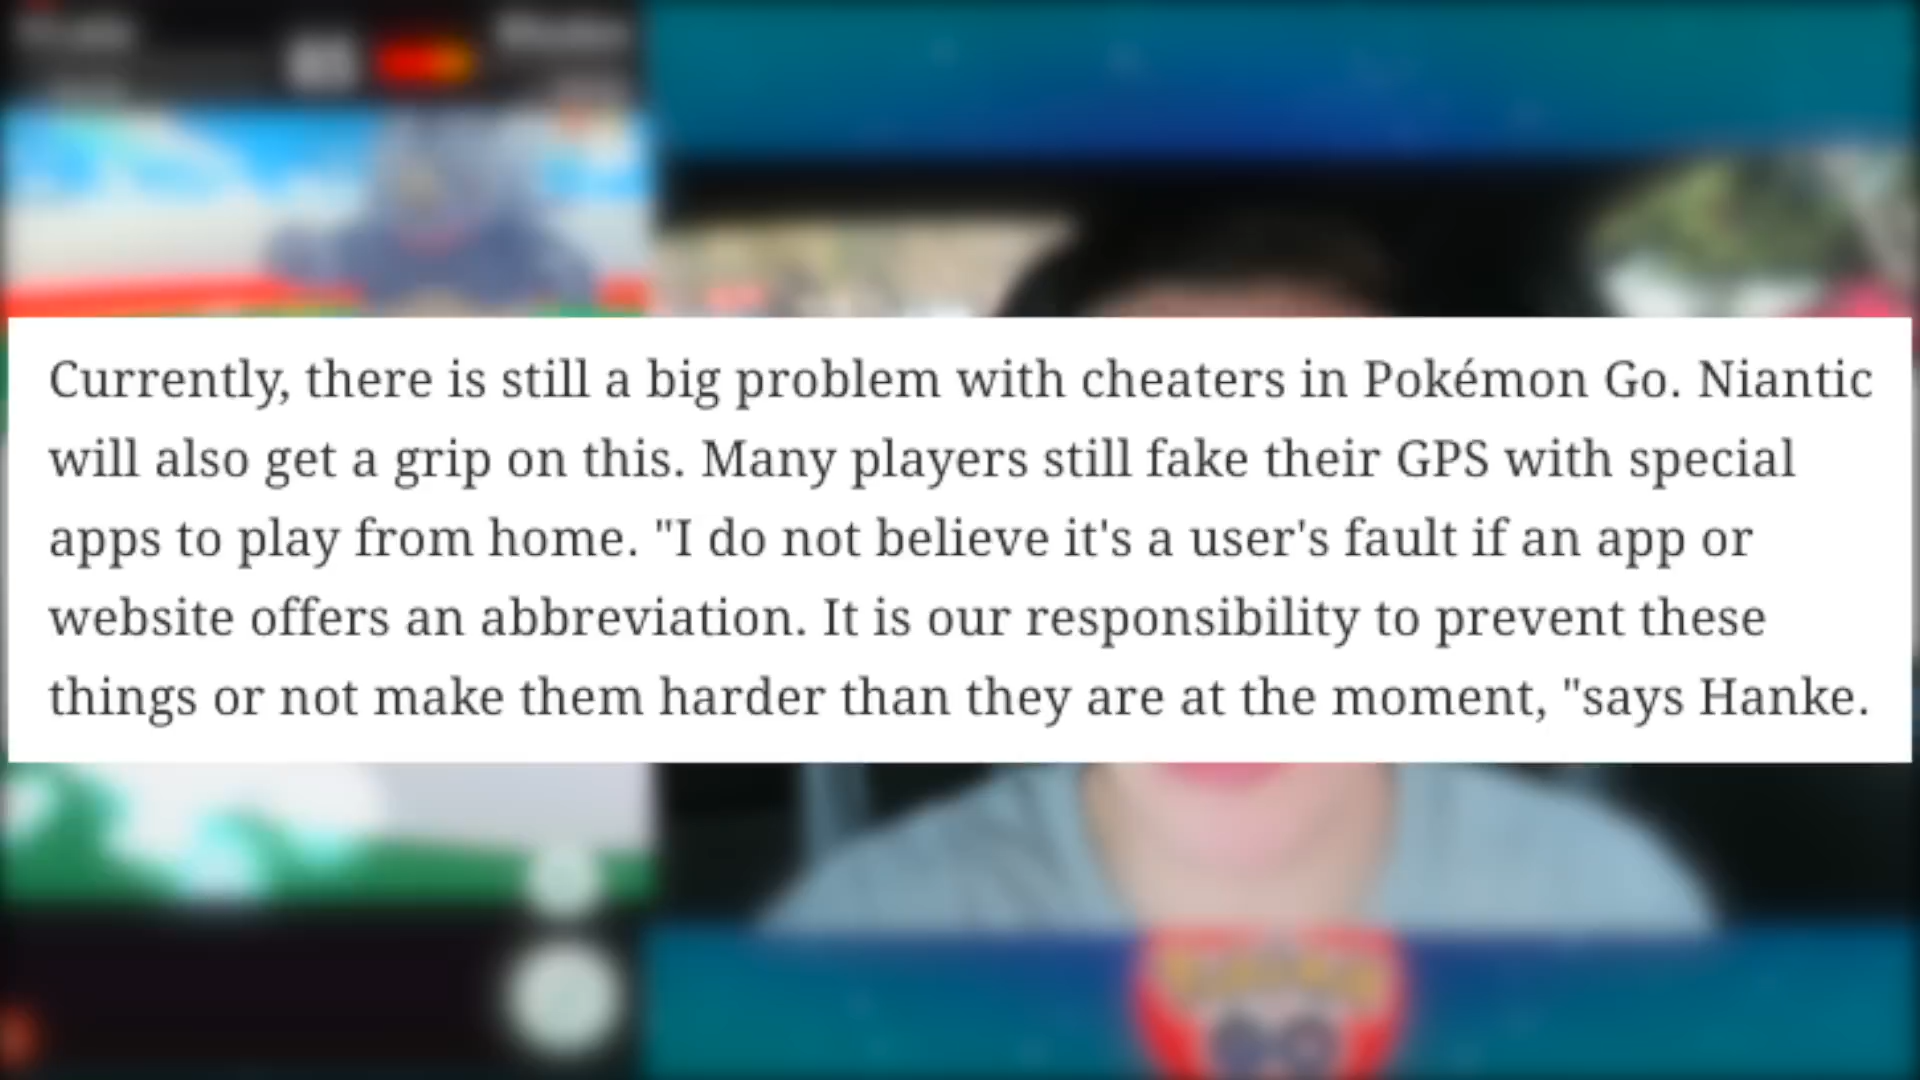 Currently, there is still a big problem with cheaters in Pokémon Go. Niantic
will also get a grip on this. Many players still fake their GPS with special
apps to play from home. "I do not believe it's a user's fault if an app or
website offers an abbreviation. It is our responsibility to prevent these
things or not make them harder than they are at the moment, "says Hanke.